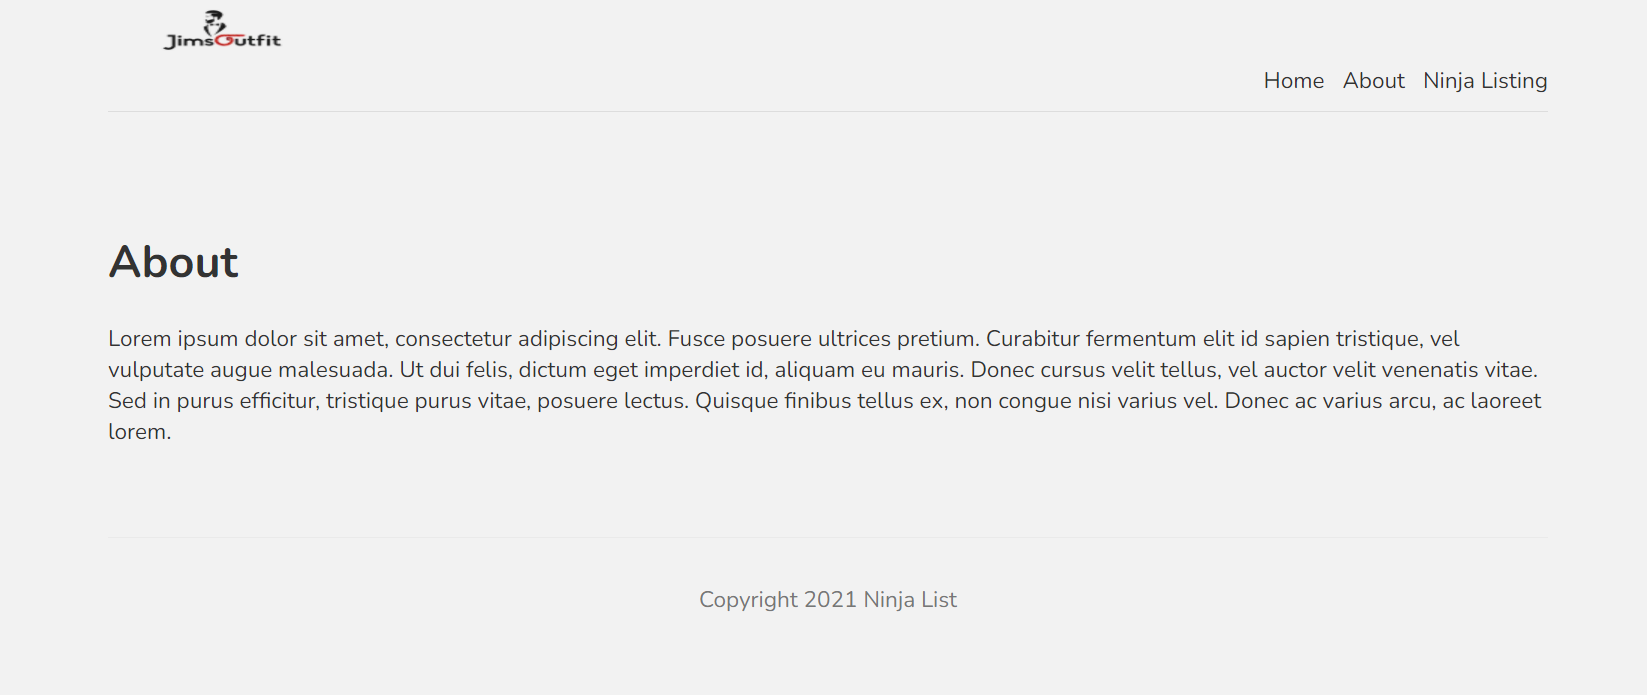 JimsOutfit
Home About Ninja Listing
About
Lorem ipsum dolor sit amet, consectetur adipiscing elit. Fusce posuere ultrices pretium. Curabitur fermentum elit id sapien tristique, vel
vulputate augue malesuada. Ut dui felis, dictum eget imperdiet id, aliquam eu mauris. Donec cursus velit tellus, vel auctor velit venenatis vitae.
Sed in purus efficitur, tristique purus vitae, posuere lectus. Quisque finibus tellus ex, non congue nisi varius vel. Donec ac varius arcu, ac laoreet
lorem.
Copyright 2021 Ninja List